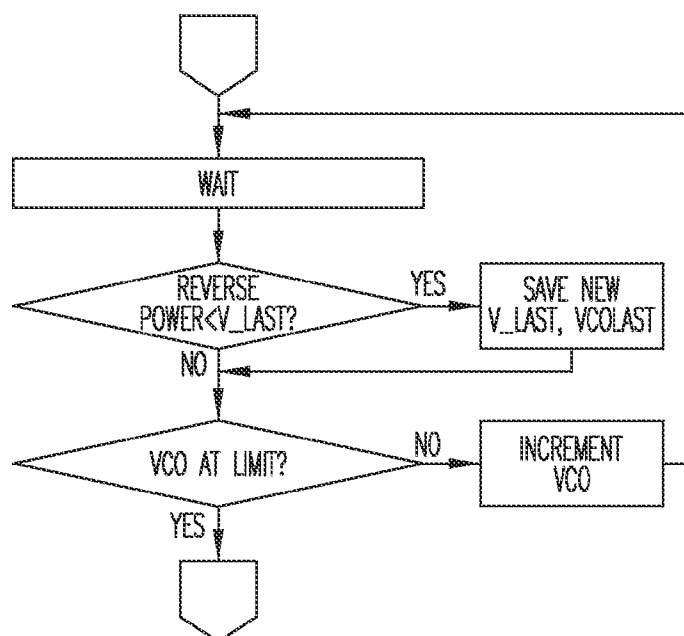 WAIT
REVERSE
POWER<V_LAST?
YES
SAVE NEW
V_LAST, VCOLAST
NO
VCO AT LIMIT?
NO
INCREMENT
VCO
YES